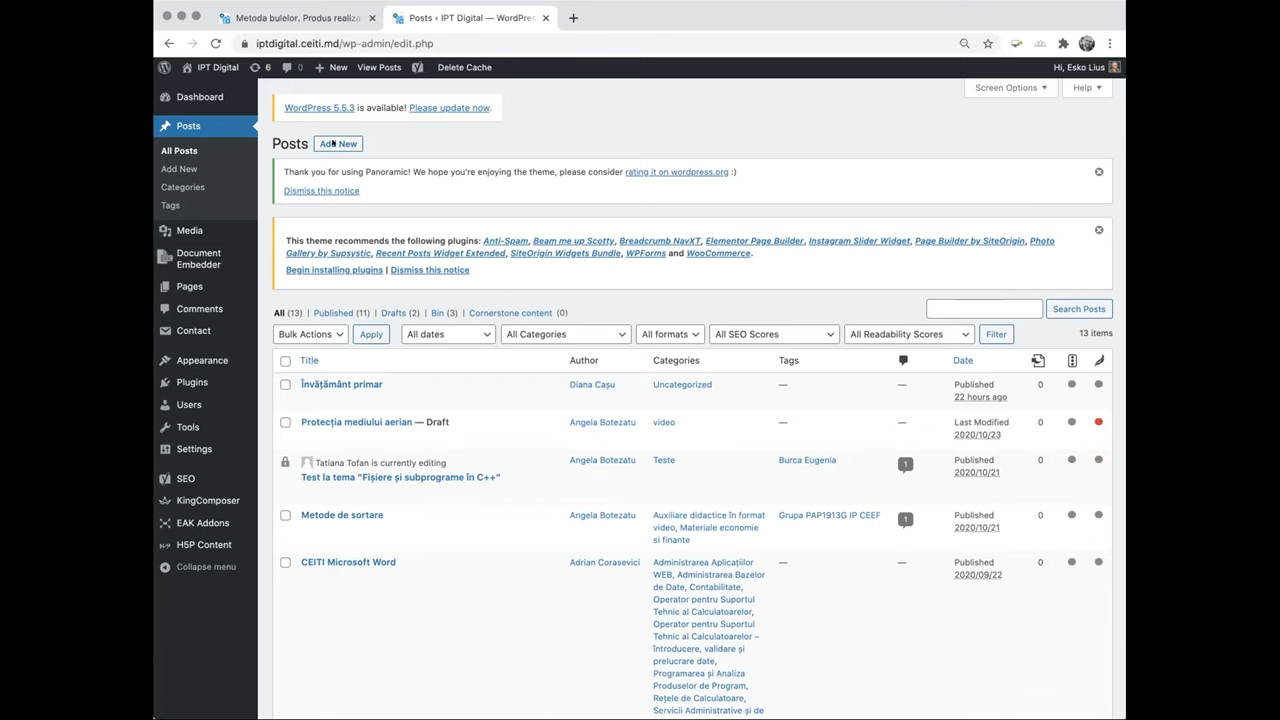 Metoda bulelor. Produs realiza
Posts ‹ IPT Digital — WordPres
iptdigital.ceiti.md/wp-admin/edit.php
IPT Digital 6 0 New View Posts Delete Cache Hi, Esko Lius
Dashboard
Posts
All Posts
Add New
Categories
Tags
Media
Document
Embedder
Pages
Comments
Contact
Appearance
Plugins
Users
Tools
Settings
SEO
KingComposer
EAK Addons
H5P Content
Collapse menu
Screen Options Help
WordPress 5.5.3 is available! Please update now.
Posts Add New
Thank you for using Panoramic! We hope you're enjoying the theme, please consider rating it on wordpress.org :)
Dismiss this notice
This theme recommends the following plugins: Anti-Spam, Beam me up Scotty, Breadcrumb NavXT, Elementor Page Builder, Instagram Slider Widget, Page Builder by SiteOrigin, Photo
Gallery by Supsystic, Recent Posts Widget Extended, SiteOrigin Widgets Bundle, WPForms and WooCommerce.
Begin installing plugins | Dismiss this notice
All (13) | Published (11) | Drafts (2) | Bin (3) | Cornerstone content (0)
Search Posts
Bulk Actions Apply All dates All Categories All formats All SEO Scores All Readability Scores Filter 13 items
Title Author Categories Tags Date
Învățământ primar Diana Cașu Uncategorized — — Published 0
22 hours ago
Protecția mediului aerian — Draft Angela Botezatu video — — Last Modified 0
2020/10/23
Tatiana Tofan is currently editing
Test la tema "Fișiere și subprograme în C++" Angela Botezatu Teste Burca Eugenia 1 Published 0
2020/10/21
Metode de sortare Angela Botezatu Auxiliare didactice în format Grupa PAP1913G IP CEEF 1 Published 0
video, Materiale economie 2020/10/21
si finante
CEITI Microsoft Word Adrian Corasevici Administrarea Aplicațiilor — — Published 0
WEB, Administrarea Bazelor 2020/09/22
de Date, Contabilitate,
Operator pentru Suportul
Tehnic al Calculatoarelor,
Operator pentru Suportul
Tehnic al Calculatoarelor –
Introducere, validare și
prelucrare date,
Programarea și Analiza
Produselor de Program,
Rețele de Calculatoare,
Servicii Administrative și de